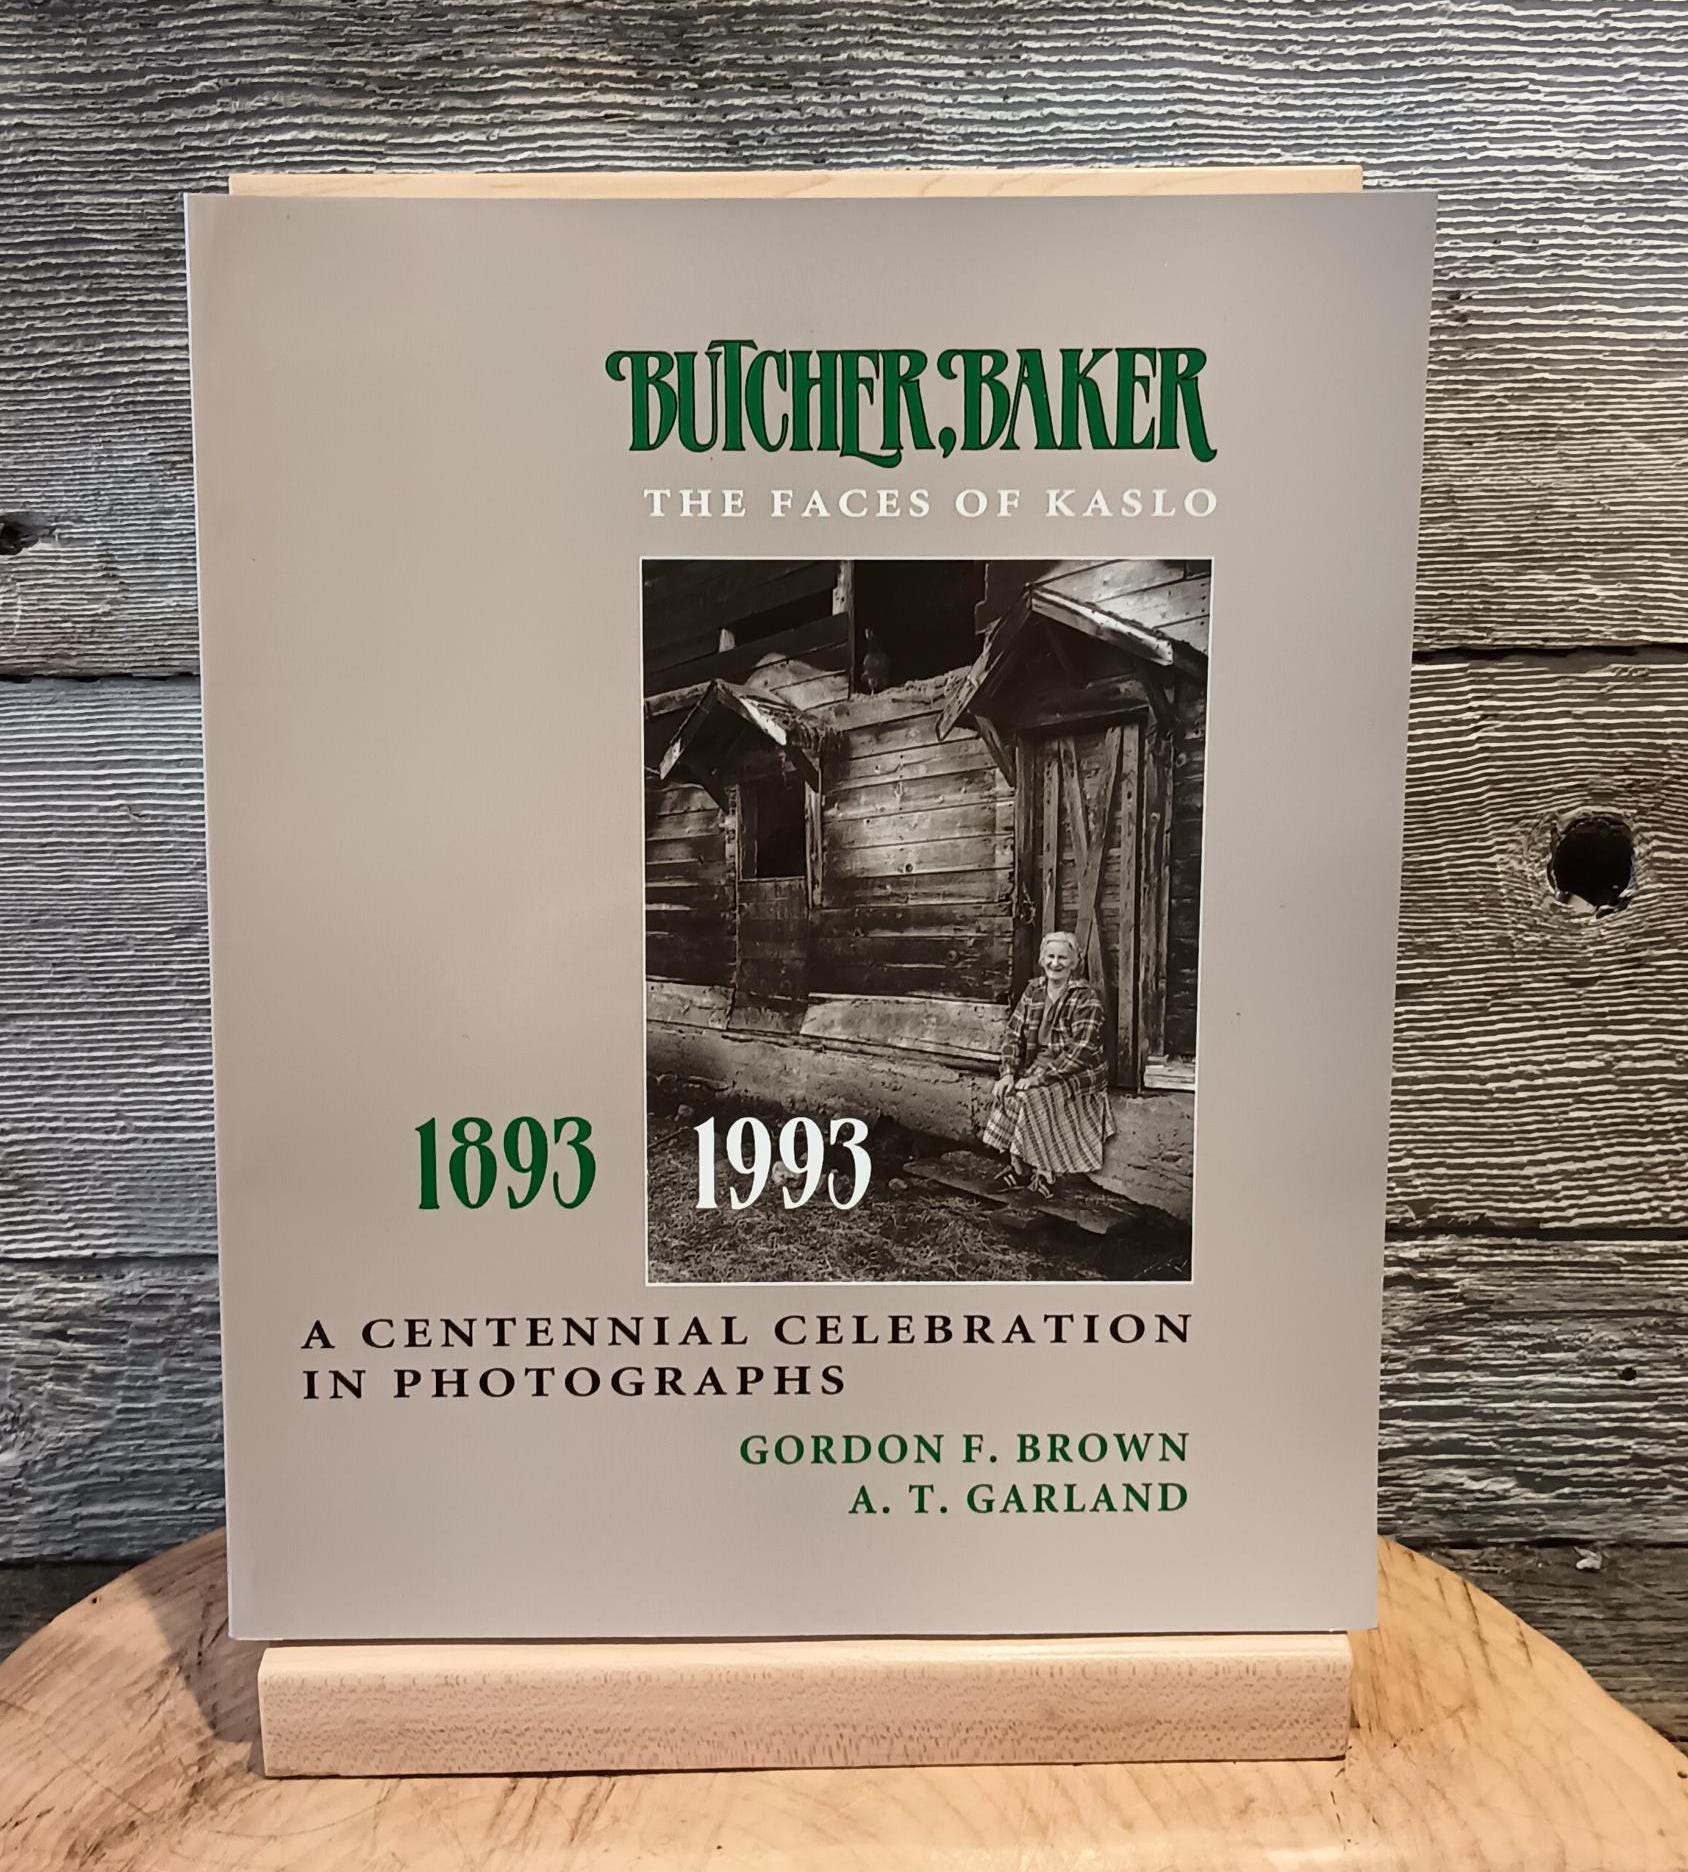 BUTCHER, BAKER
THE FACES OF KASLO
1893 1993
A CENTENNIAL CELEBRATION
IN PHOTOGRAPHS
GORDON F. BROWN
A. T. GARLAND